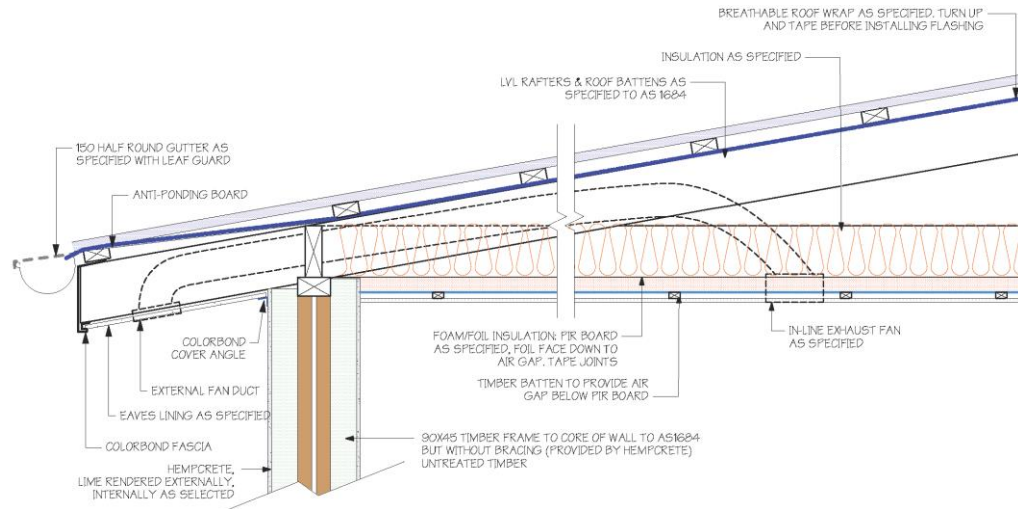 BREATHABLE ROOF WRAP AS SPECIFIED. TURN UP
AND TAPE BEFORE INSTALLING FLASHING
INSULATION AS SPECIFIED
LVL RAFTERS & ROOF BATTENS AS
SPECIFIED TO AS 1684
150 HALF ROUND GUTTER AS
SPECIFIED WITH LEAF GUARD
ANTI-PONDING BOARD
COLORBOND
COVER ANGLE
EXTERNAL FAN DUCT
EAVES LINING AS SPECIFIED
COLORBOND FASCIA
HEMPCRETE,
LIME RENDERED EXTERNALLY,
INTERNALLY AS SELECTED
FOAM/FOIL INSULATION: PIR BOARD
AS SPECIFIED, FOIL FACE DOWN TO
AIR GAP. TAPE JOINTS
TIMBER BATTEN TO PROVIDE AIR
GAP BELOW PIR BOARD
IN-LINE EXHAUST FAN
AS SPECIFIED
90X45 TIMBER FRAME TO CORE OF WALL TO AS1684
BUT WITHOUT BRACING (PROVIDED BY HEMPCRETE)
UNTREATED TIMBER